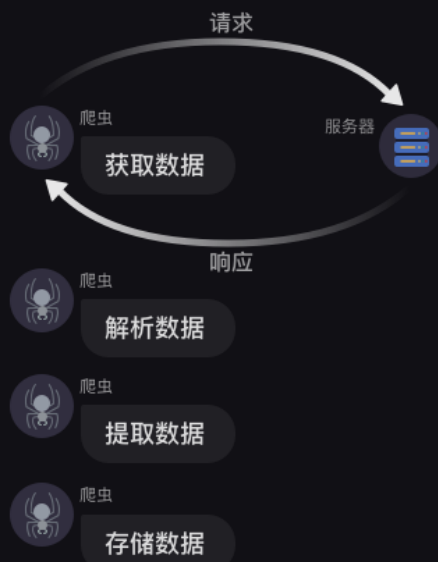 请求
爬虫
服务器
获取数据
响应
爬虫
解析数据
爬虫
提取数据
爬虫
存储数据